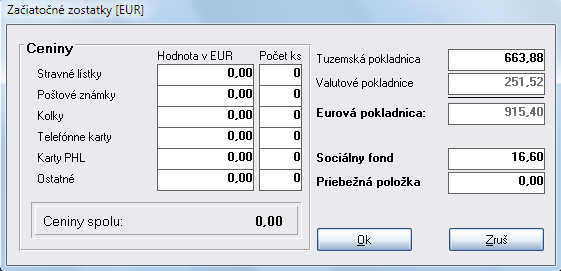 Začiatočné zostatky [EUR]
Ceniny
Hodnota v EUR Počet ks
Stravné lístky 0,00 0
Poštové známky 0,00 0
Kolky 0,00 0
Telefónne karty 0,00 0
Karty PHL 0,00 0
Ostatné 0,00 0
Ceniny spolu: 0,00
Tuzemská pokladnica 663,88
Valutové pokladnice 251,52
Eurová pokladnica: 915,40
Sociálny fond 16,60
Priebežná položka 0,00
Ok Zruš